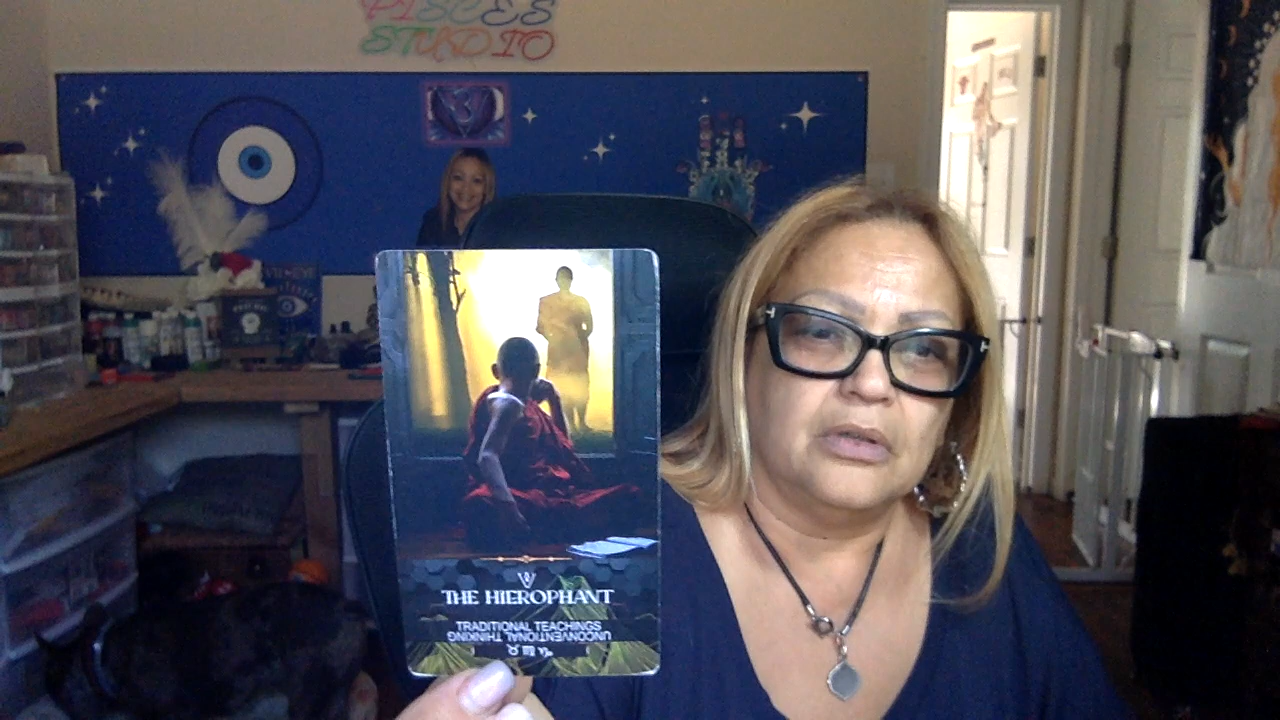 PISCES
STUDIO
V
THE HIEROPHANT
TRADITIONAL TEACHINGS
UNCONVENTIONAL THINKING